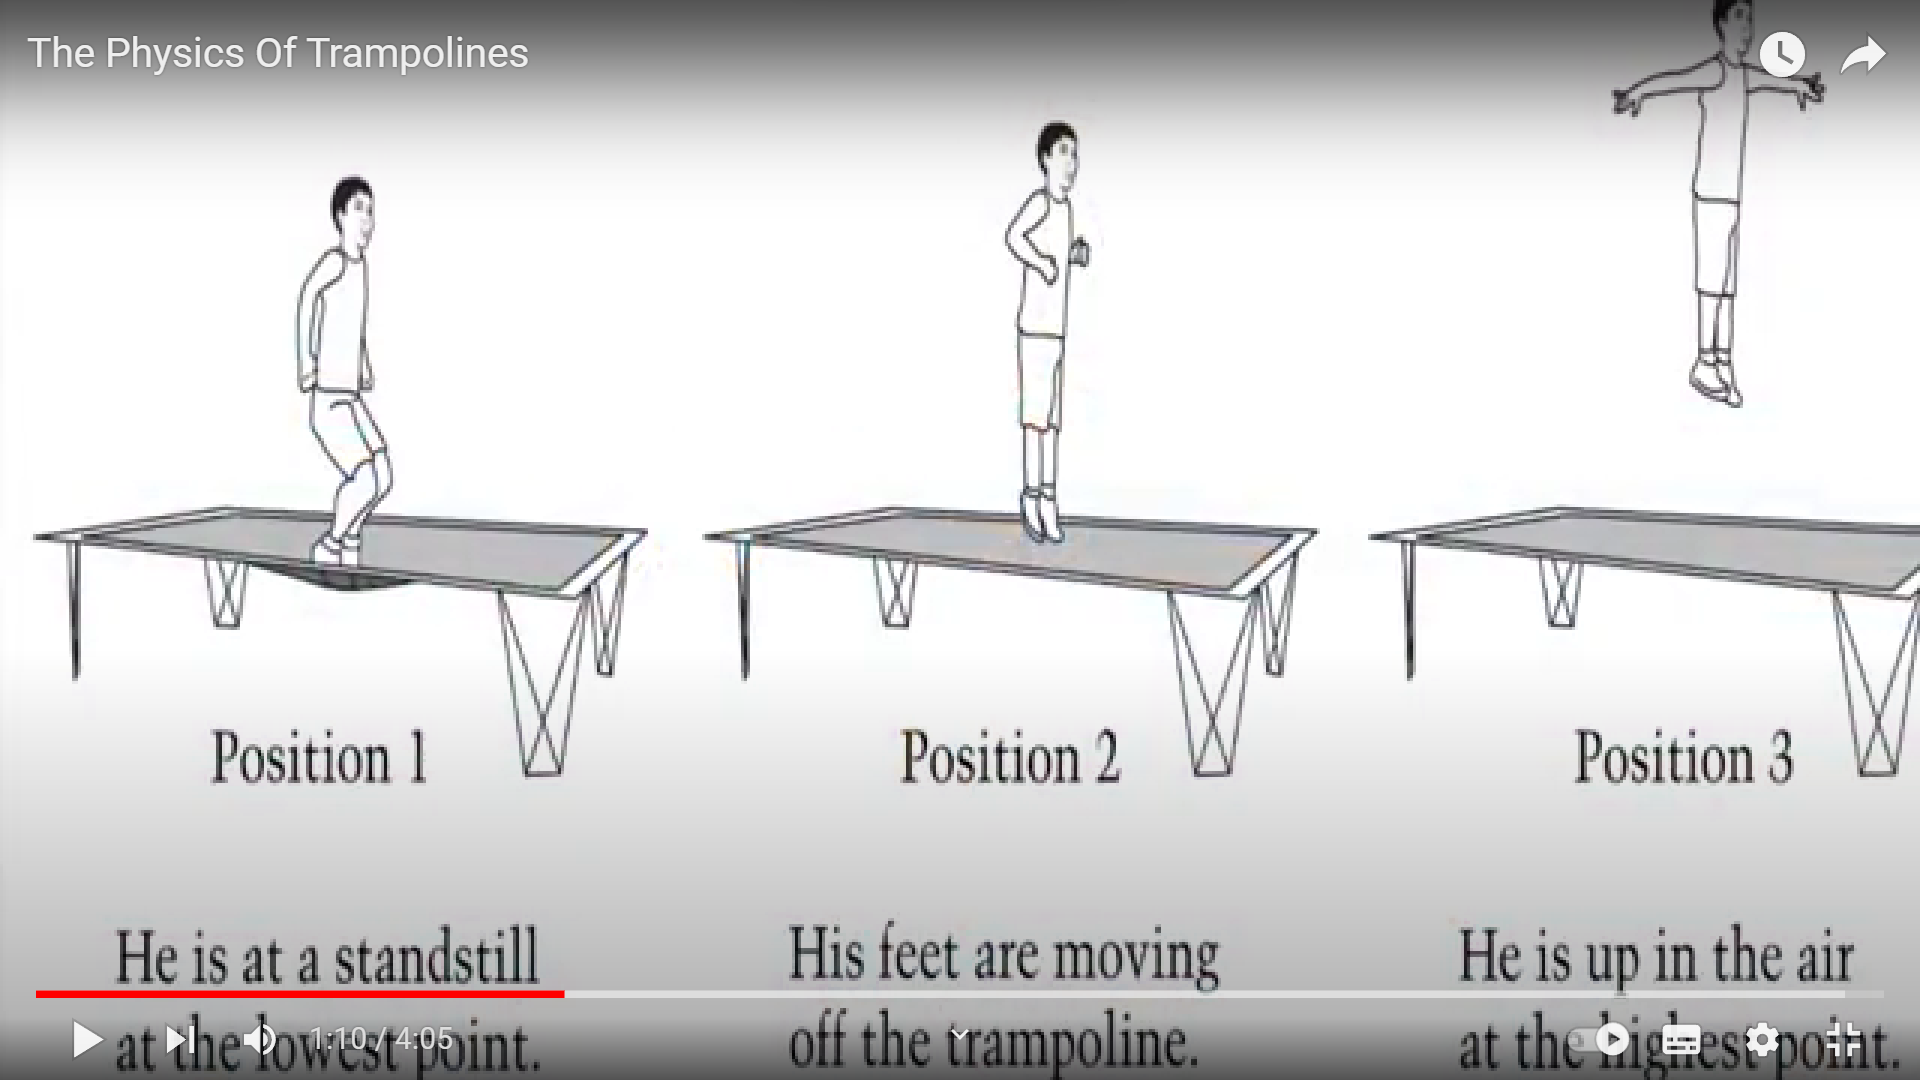 The Physics Of Trampolines
Position 1
Position 2
Position 3
He is at a standstill
at the lowest point.
His feet are moving
off the trampoline.
He is up in the air
at the highest point.
1:10 / 4:05